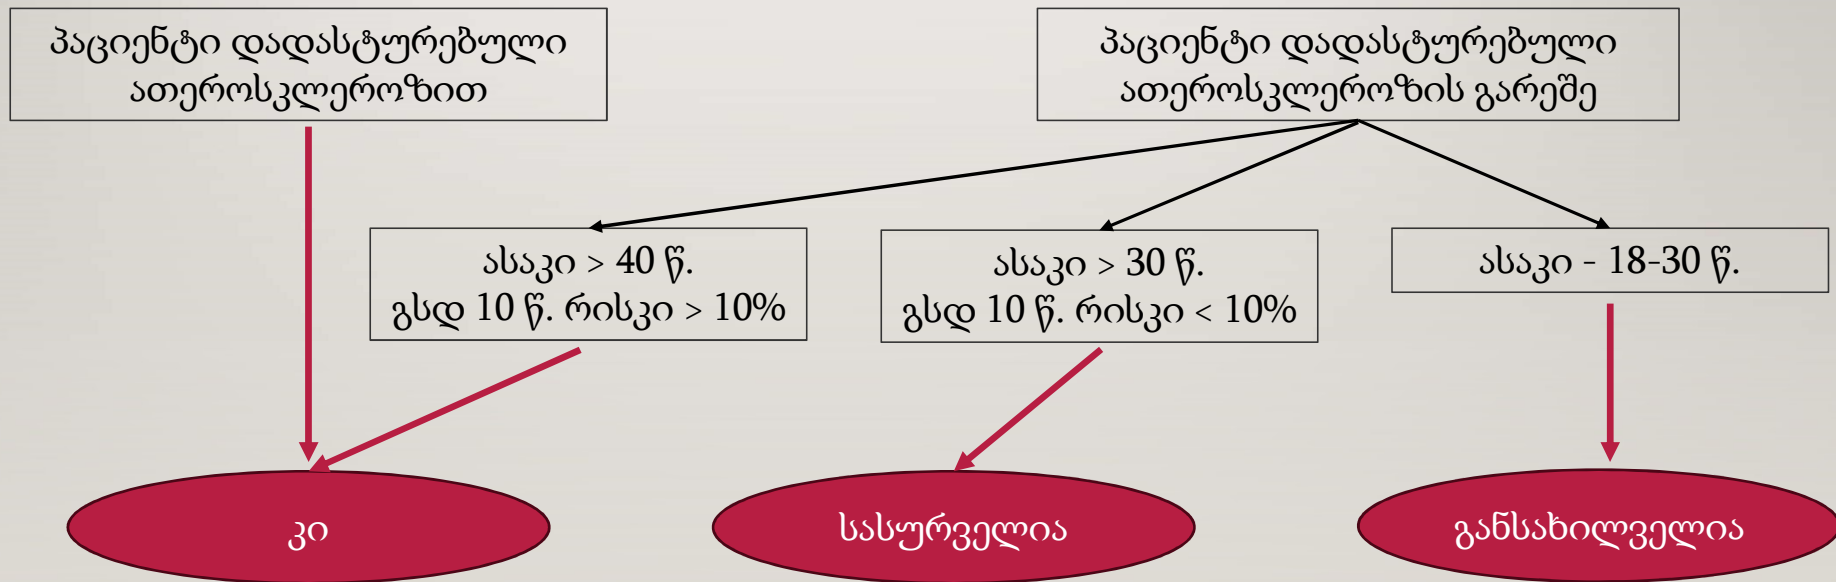 პაციენტი დადასტურებული
ათეროსკლეროზით
პაციენტი დადასტურებული
ათეროსკლეროზის გარეშე
ასაკი > 40 წ.
გსდ 10 წ. რისკი > 10%
ასაკი > 30 წ.
გსდ 10 წ. რისკი < 10%
ასაკი - 18-30 წ.
კი
სასურველია
განსახილველია